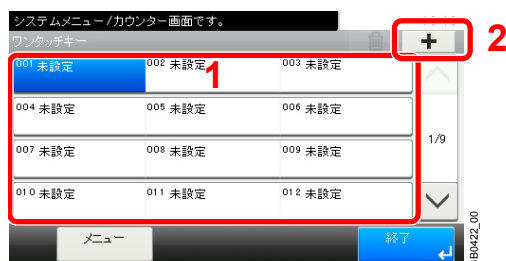 システムメニュー/カウンター画面です。
ワンタッチキー
+
2
001 未設定
002 未設定
003 未設定
1
004 未設定
005 未設定
006 未設定
007 未設定
008 未設定
009 未設定
1/9
010 未設定
011 未設定
012 未設定
メニュー
終了